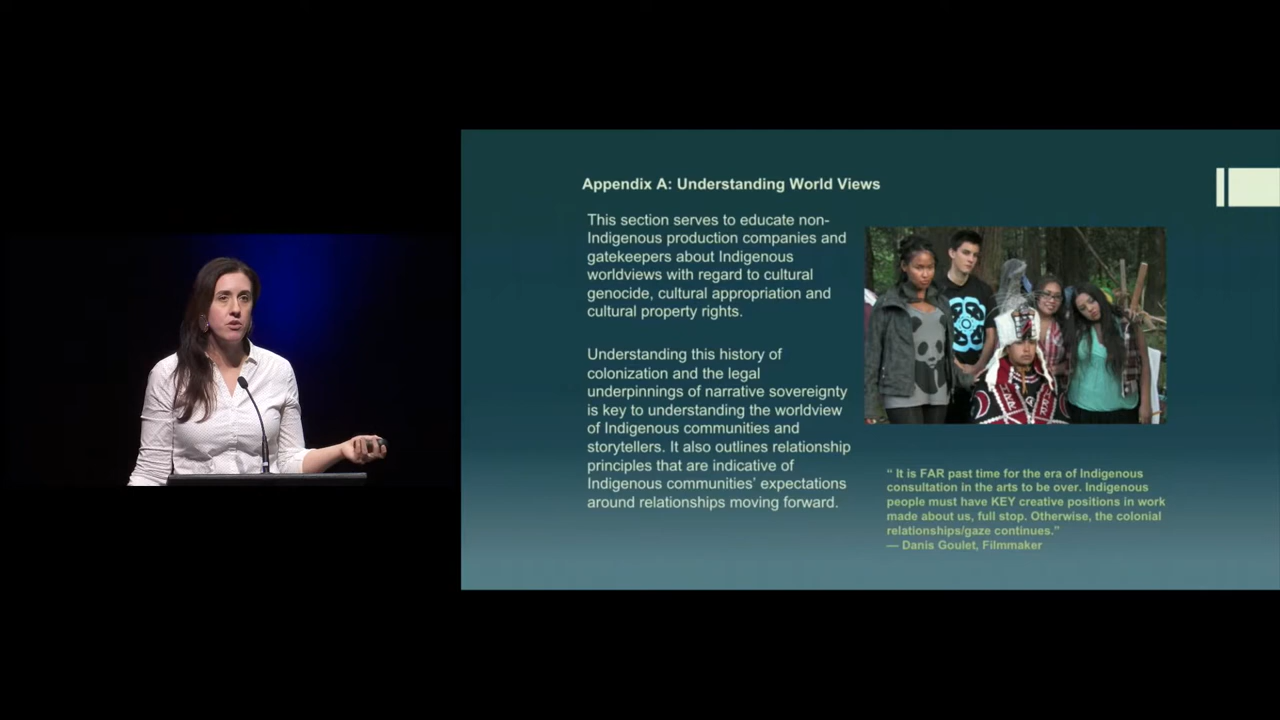 Appendix A: Understanding World Views
This section serves to educate non-
Indigenous production companies and
gatekeepers about Indigenous
worldviews with regard to cultural
genocide, cultural appropriation and
cultural property rights.
Understanding this history of
colonization and the legal
underpinnings of narrative sovereignty
is key to understanding the worldview
of Indigenous communities and
storytellers. It also outlines relationship
principles that are indicative of
Indigenous communities’ expectations
around relationships moving forward.
“ It is FAR past time for the era of Indigenous
consultation in the arts to be over. Indigenous
people must have KEY creative positions in work
made about us, full stop. Otherwise, the colonial
relationships/gaze continues.”
— Danis Goulet, Filmmaker